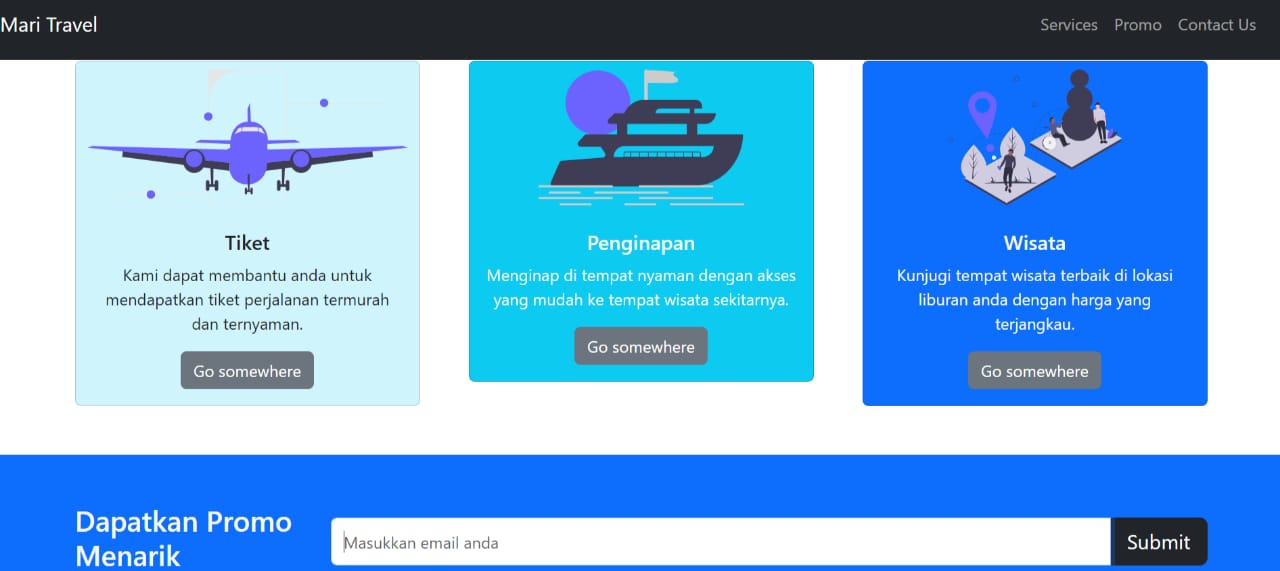 Mari Travel
Services Promo Contact Us
Tiket
Kami dapat membantu anda untuk
mendapatkan tiket perjalanan termurah
dan ternyaman.
Go somewhere
Penginapan
Menginap di tempat nyaman dengan akses
yang mudah ke tempat wisata sekitarnya.
Go somewhere
Wisata
Kunjugi tempat wisata terbaik di lokasi
liburan anda dengan harga yang
terjangkau.
Go somewhere
Dapatkan Promo
Menarik
Masukkan email anda
Submit